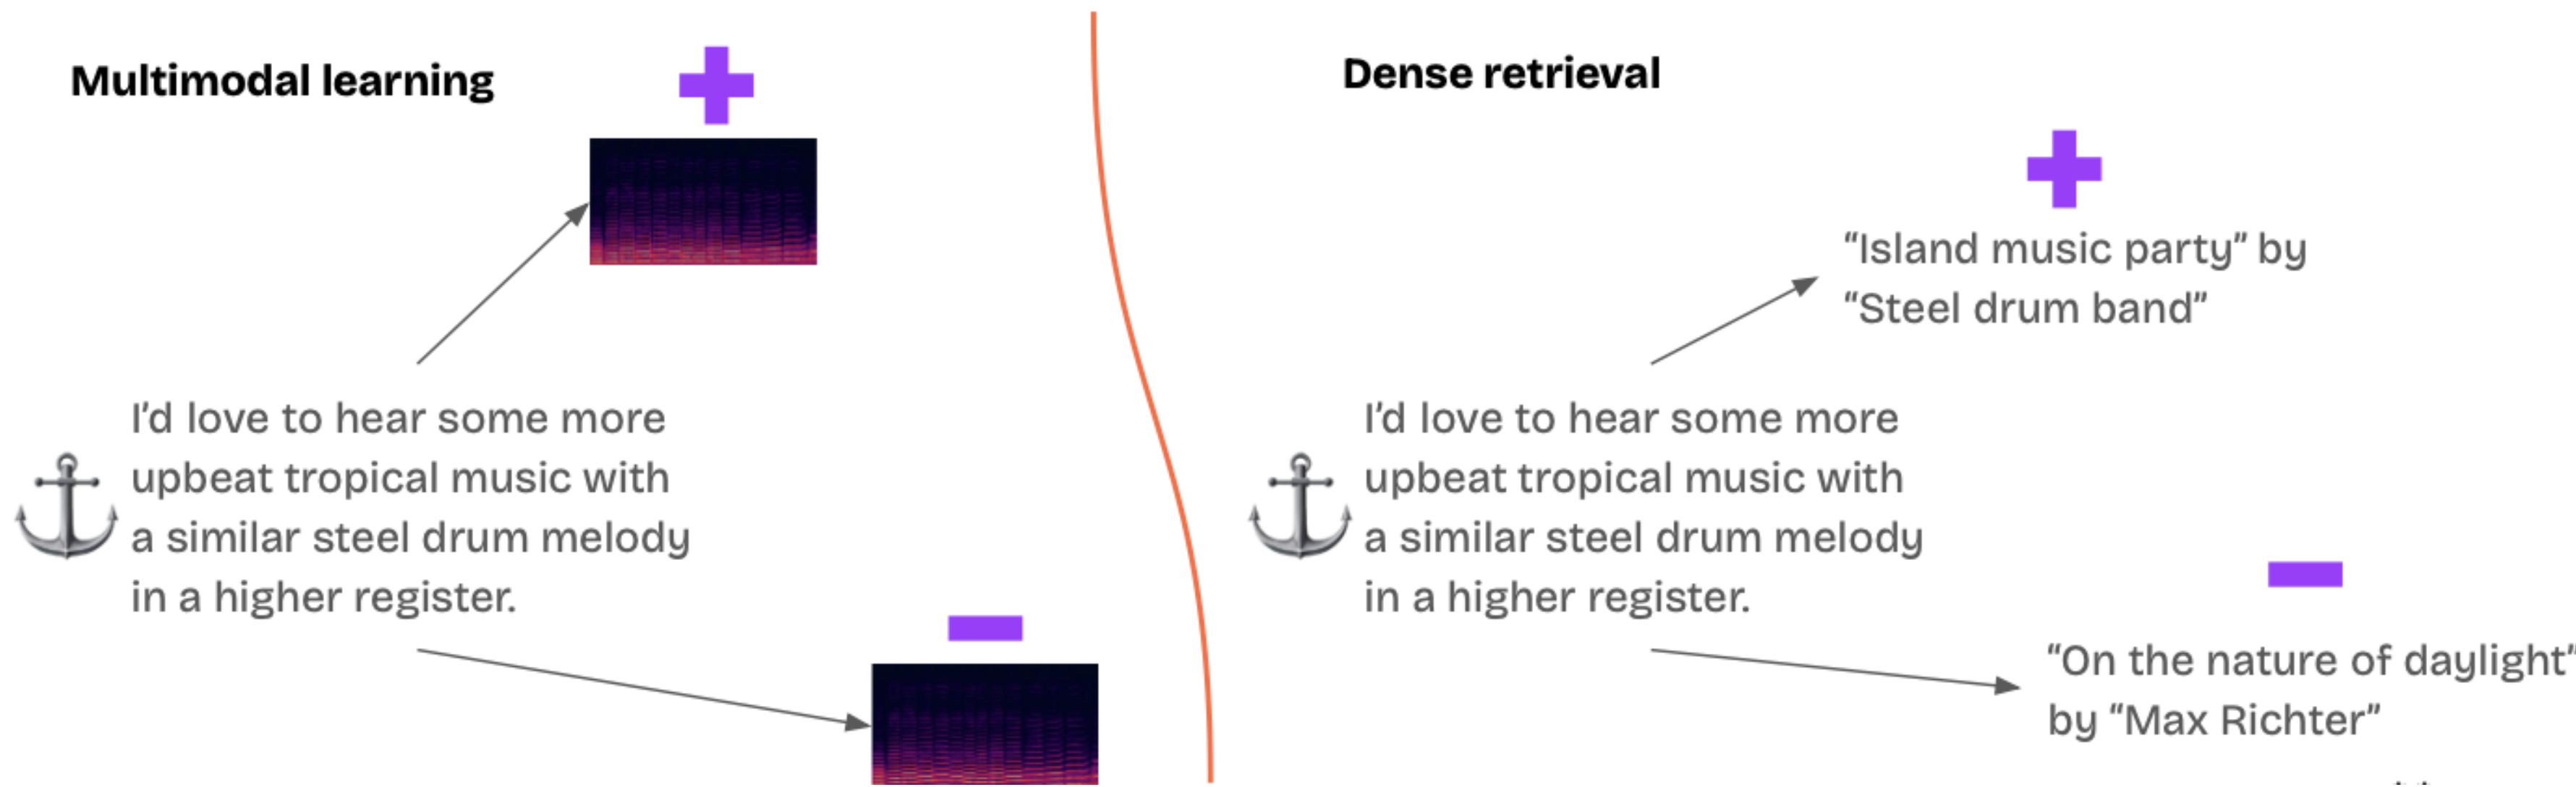 Multimodal learning
I’d love to hear some more
upbeat tropical music with
a similar steel drum melody
in a higher register.
Dense retrieval
“Island music party” by
“Steel drum band”
I’d love to hear some more
upbeat tropical music with
a similar steel drum melody
in a higher register.
“On the nature of daylight”
by “Max Richter”